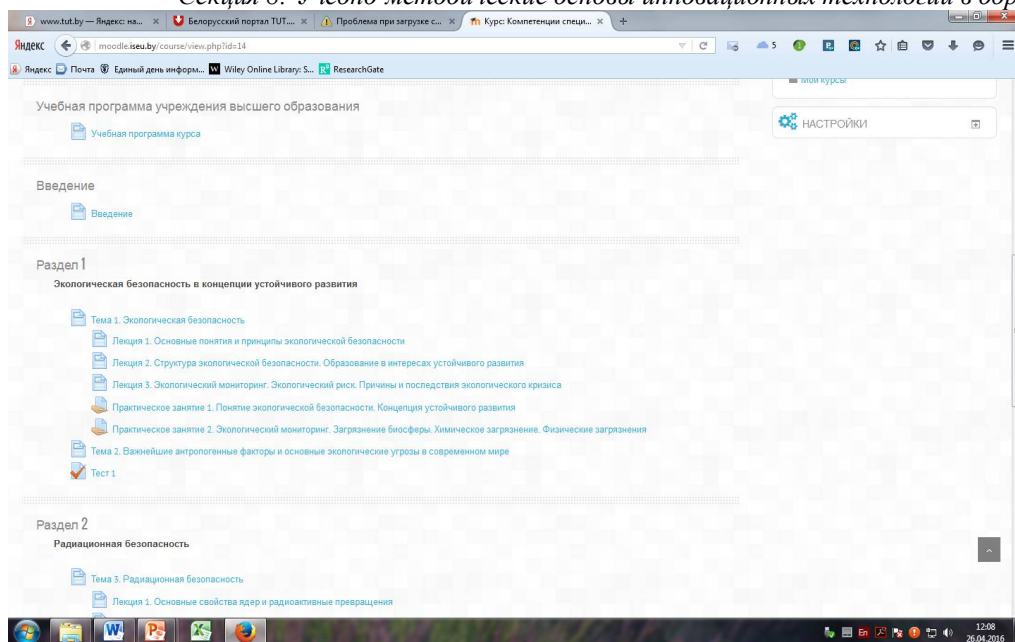 Секция 6. Учебно-методические основы инновационных технологий в обр
www.tut.by — Яндекс: на...
Белорусский портал TUT....
Проблема при загрузке с...
Курс: Компетенции специ...
Яндекс
moodle.iseu.by/course/view.php?id=14
5
Яндекс
Почта
Единый день информ...
Wiley Online Library: S...
ResearchGate
Мои курсы
НАСТРОЙКИ
Учебная программа учреждения высшего образования
Учебная программа курса
Введение
Введение
Раздел 1
Экологическая безопасность в концепции устойчивого развития
Тема 1. Экологическая безопасность
Лекция 1. Основные понятия и принципы экологической безопасности
Лекция 2. Структура экологической безопасности. Образование в интересах устойчивого развития
Лекция 3. Экологический мониторинг. Экологический риск. Причины и последствия экологического кризиса
Практическое занятие 1. Понятие экологической безопасности. Концепция устойчивого развития
Практическое занятие 2. Экологический мониторинг. Загрязнение биосферы. Химическое загрязнение. Физические загрязнения
Тема 2. Важнейшие антропогенные факторы и основные экологические угрозы в современном мире
Тест 1
Раздел 2
Радиационная безопасность
Тема 3. Радиационная безопасность
Лекция 1. Основные свойства ядер и радиоактивные превращения
En
12:08
26.04.2016